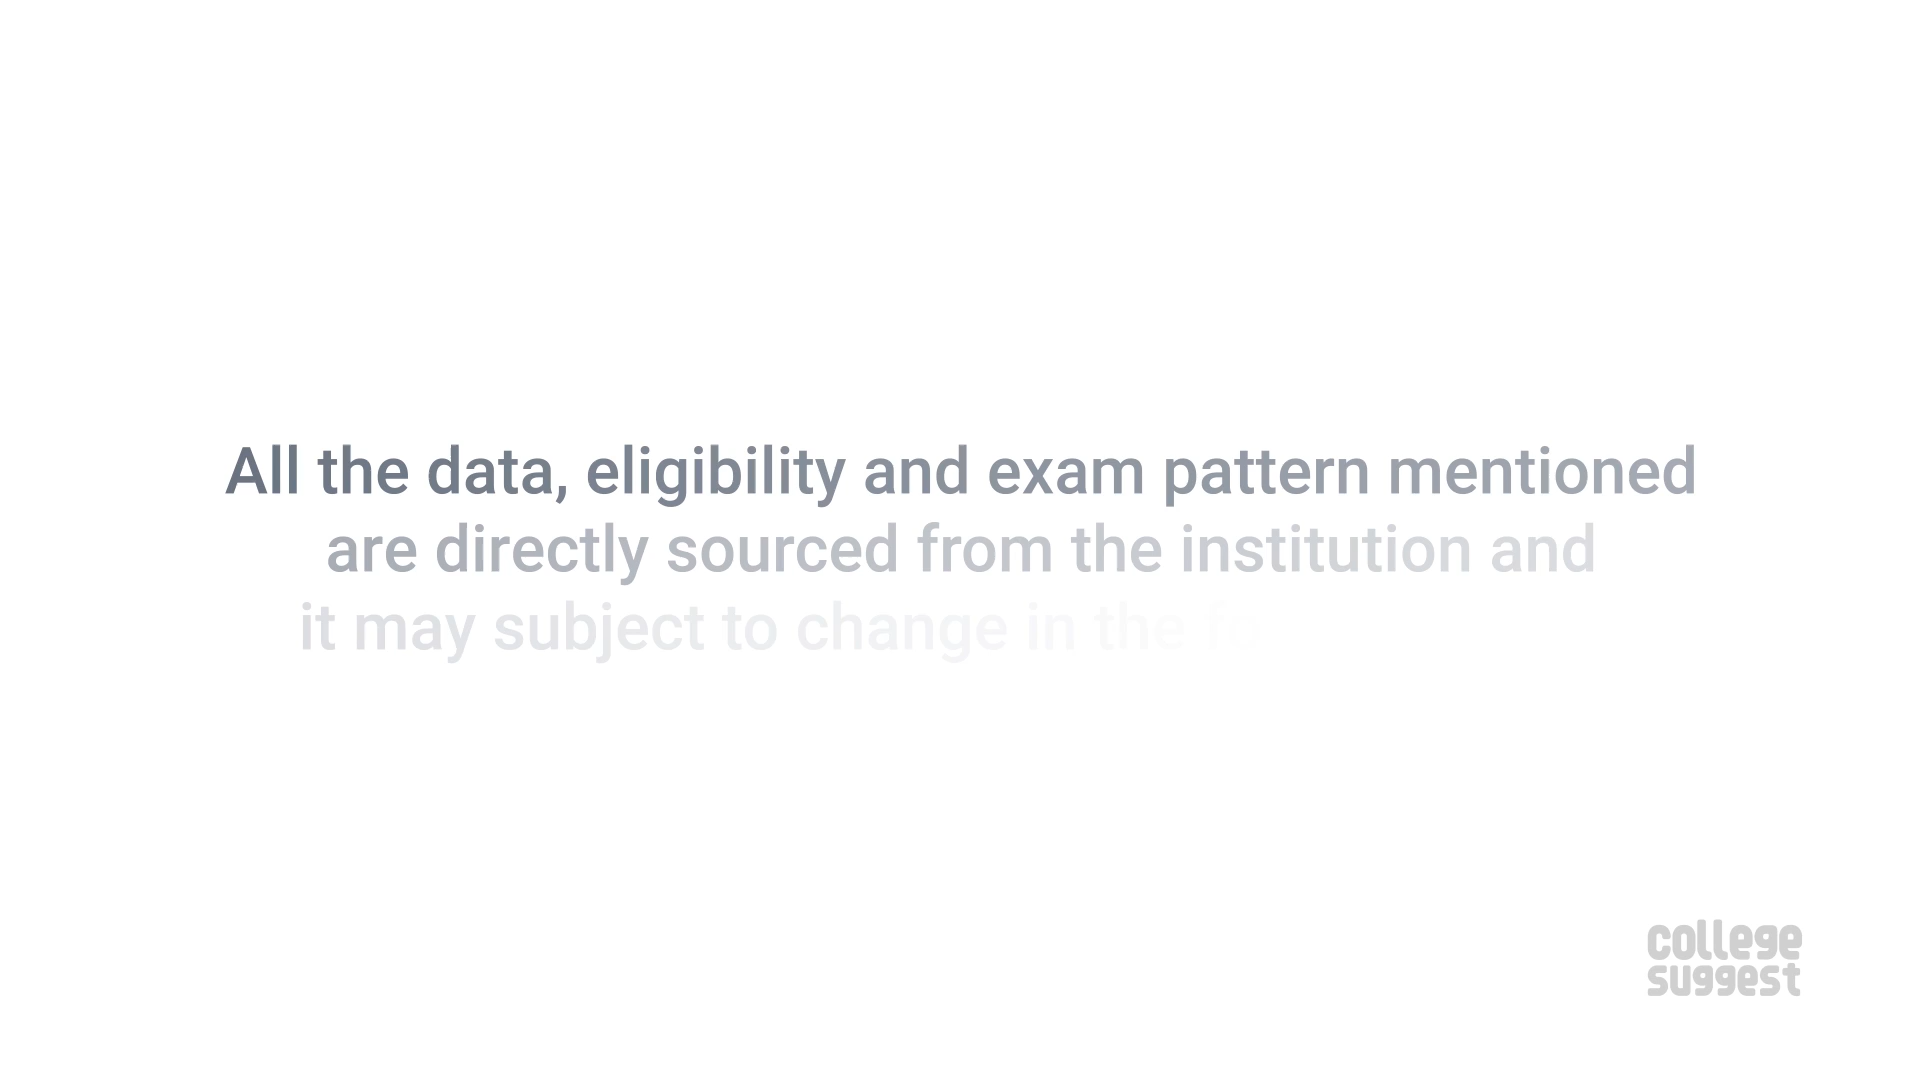 All the data, eligibility and exam pattern mentioned
are directly sourced from the institution and
it may subject to change in the
college
suggest